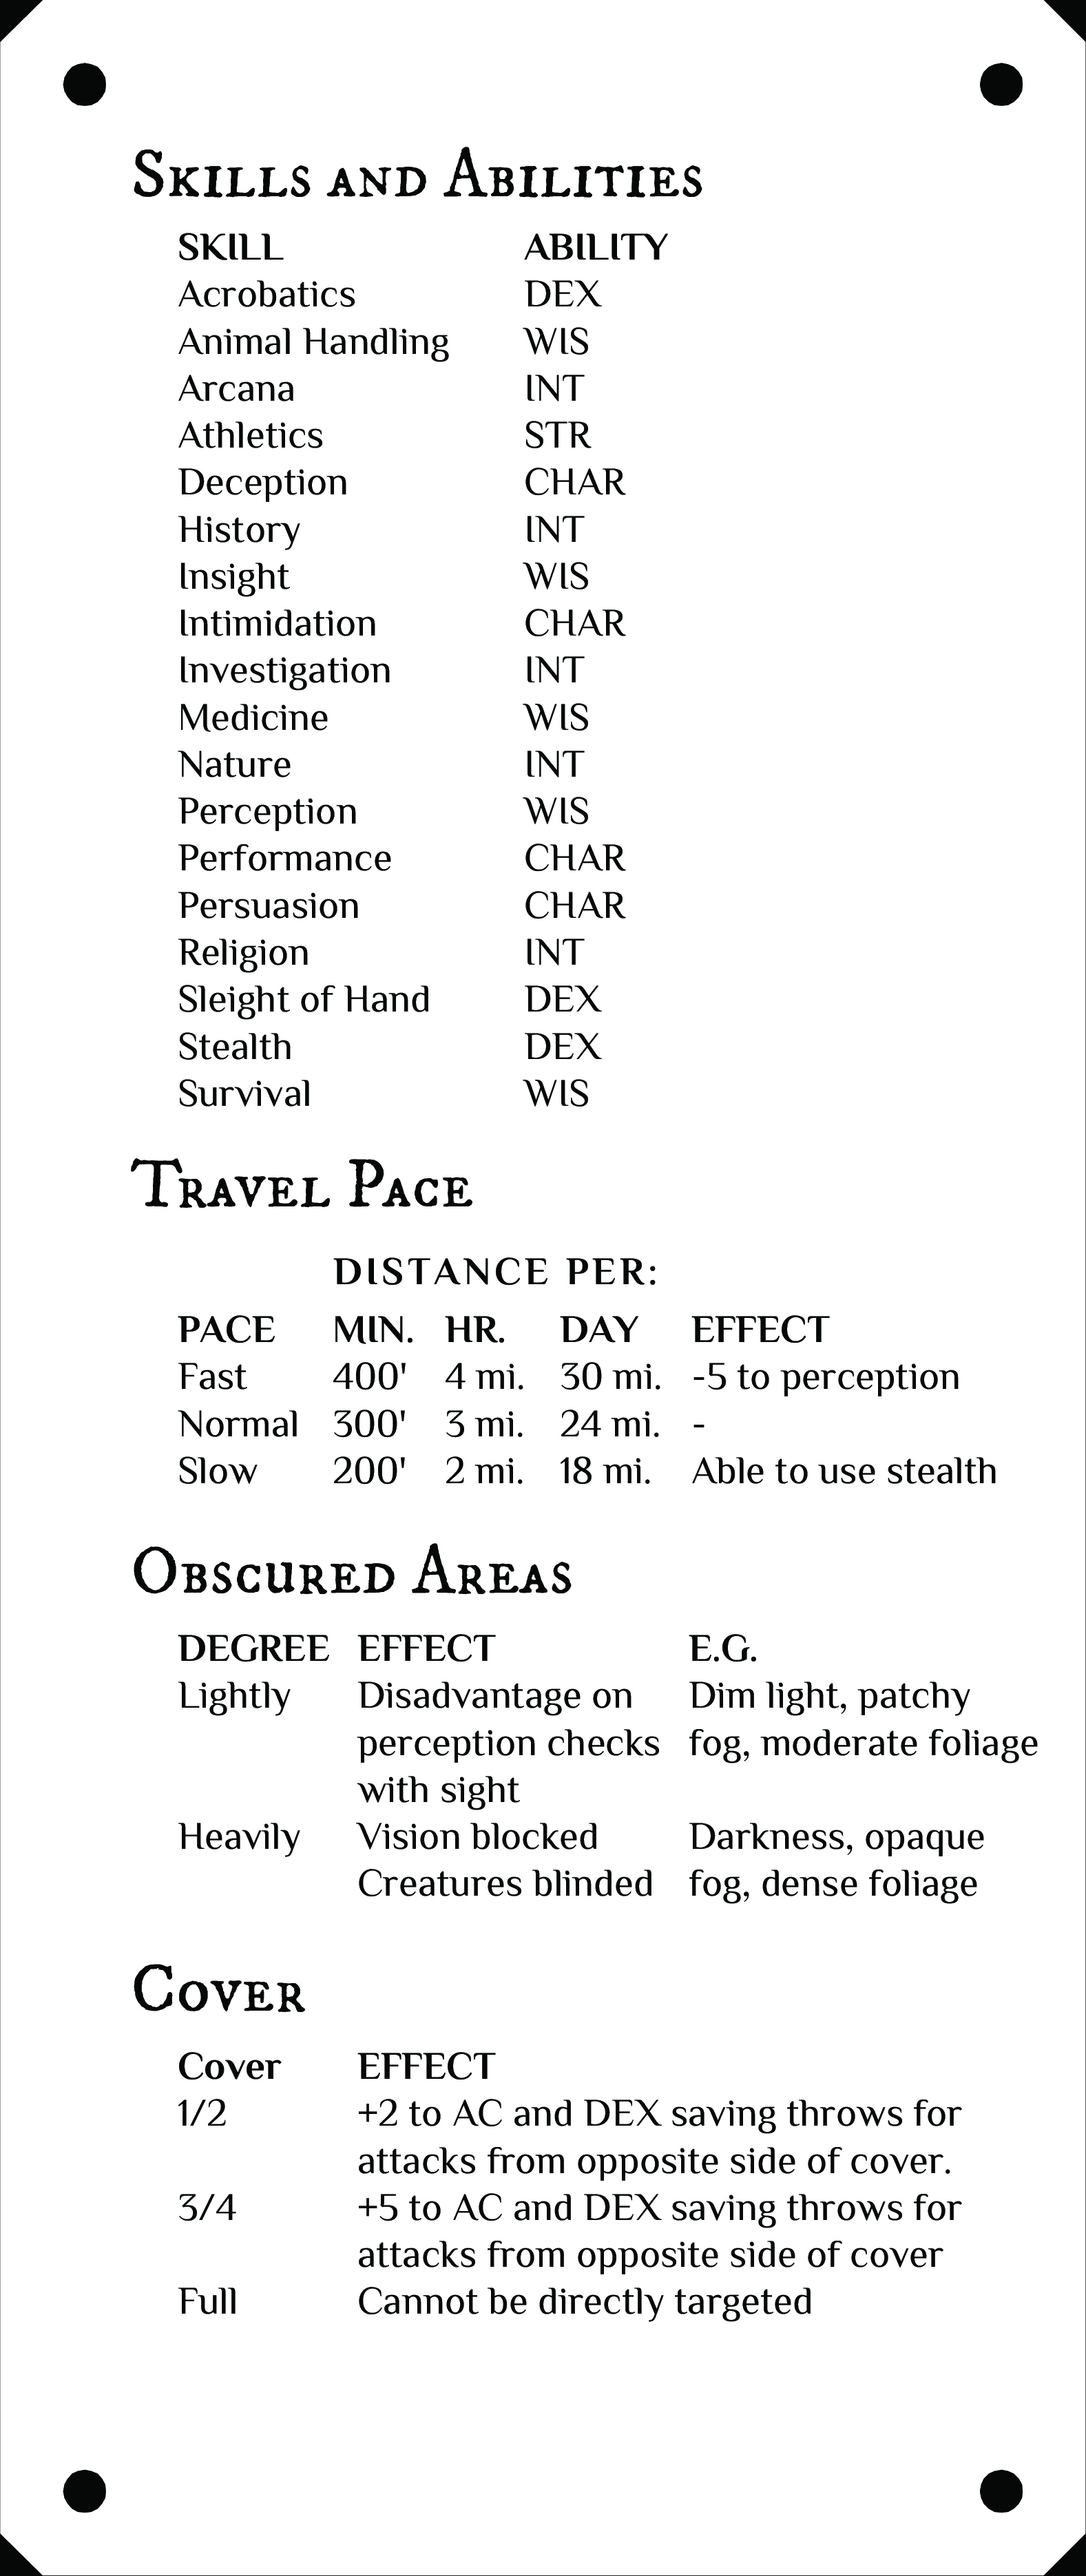 Skills and Abilities
SKILL ABILITY
Acrobatics DEX
Animal Handling WIS
Arcana INT
Athletics STR
Deception CHAR
History INT
Insight WIS
Intimidation CHAR
Investigation INT
Medicine WIS
Nature INT
Perception WIS
Performance CHAR
Persuasion CHAR
Religion INT
Sleight of Hand DEX
Stealth DEX
Survival WIS
Travel Pace
DISTANCE PER:
PACE MIN. HR. DAY EFFECT
Fast 400' 4 mi. 30 mi. -5 to perception
Normal 300' 3 mi. 24 mi. -
Slow 200' 2 mi. 18 mi. Able to use stealth
Obscured Areas
DEGREE EFFECT E.G.
Lightly Disadvantage on Dim light, patchy
perception checks fog, moderate foliage
with sight
Heavily Vision blocked Darkness, opaque
Creatures blinded fog, dense foliage
Cover
Cover EFFECT
1/2 +2 to AC and DEX saving throws for
attacks from opposite side of cover.
3/4 +5 to AC and DEX saving throws for
attacks from opposite side of cover
Full Cannot be directly targeted